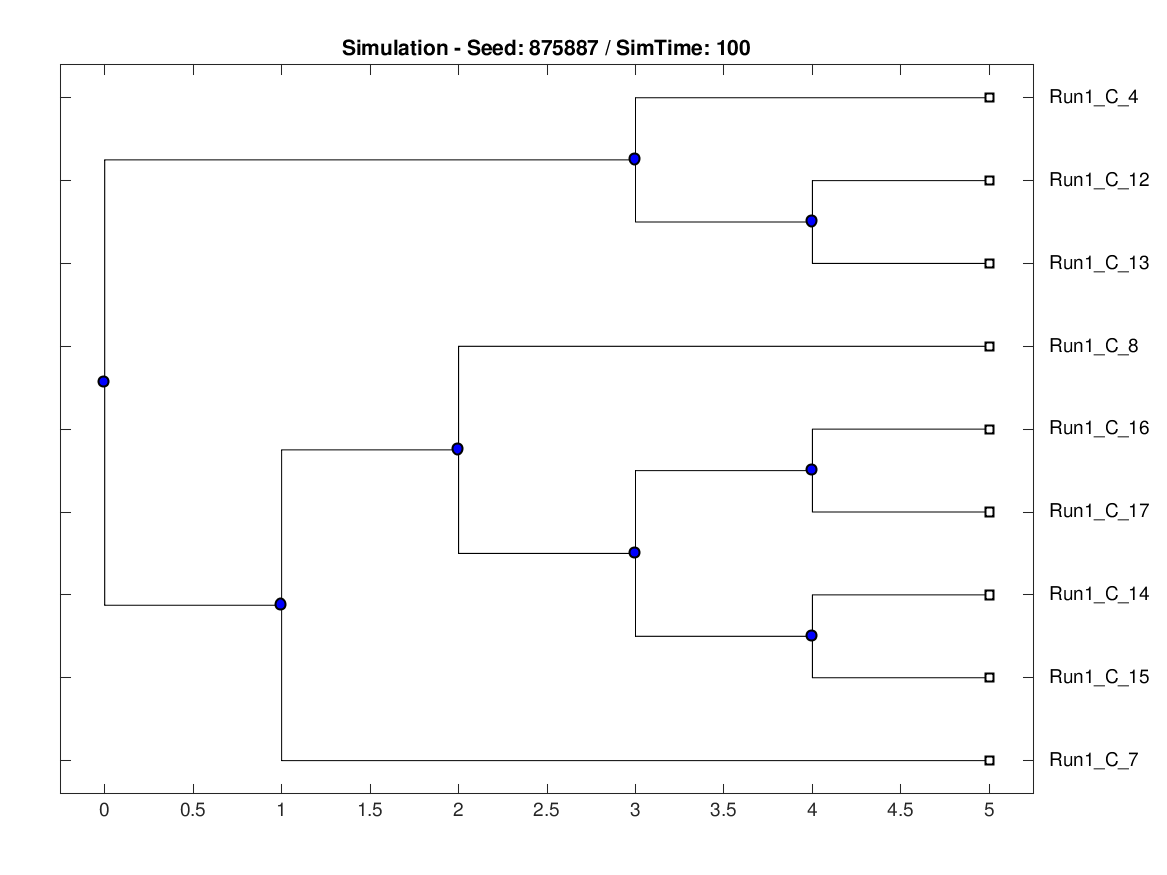 Simulation - Seed: 875887 / SimTime: 100
Run1_C_4
Run1_C_12
Run1_C_13
Run1_C_8
Run1_C_16
Run1_C_17
Run1_C_14
Run1_C_15
Run1_C_7
0 0.5 1 1.5 2 2.5 3 3.5 4 4.5 5